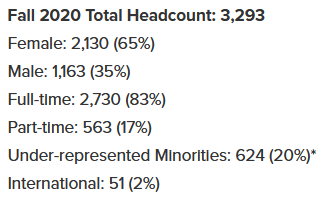 Fall 2020 Total Headcount: 3,293
Female: 2,130 (65%)
Male: 1,163 (35%)
Full-time: 2,730 (83%)
Part-time: 563 (17%)
Under-represented Minorities: 624 (20%)*
International: 51 (2%)